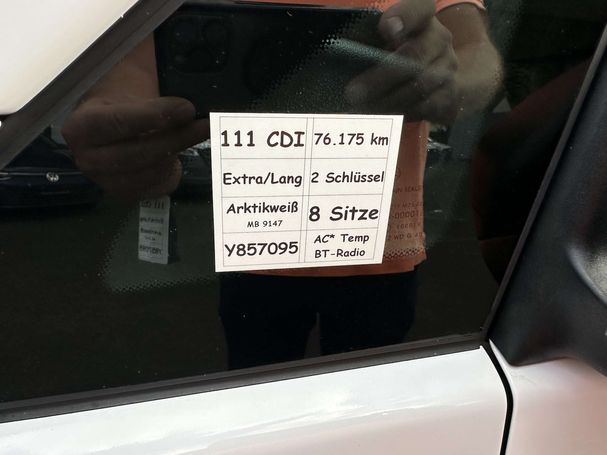 111 CDI 76.175 km
Extra/Lang 2 Schlüssel
Arktikweiß 8 Sitze
MB 9147
Y857095 AC* Temp
BT-Radio